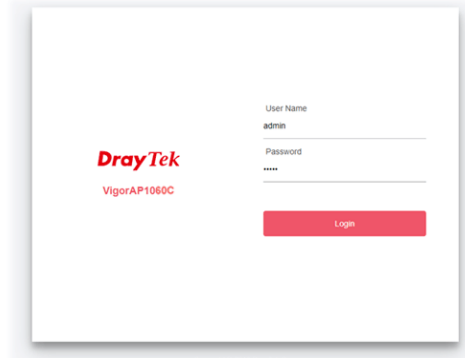 User Name
admin
DrayTek
VigorAP1060C
Password
•••••
Login